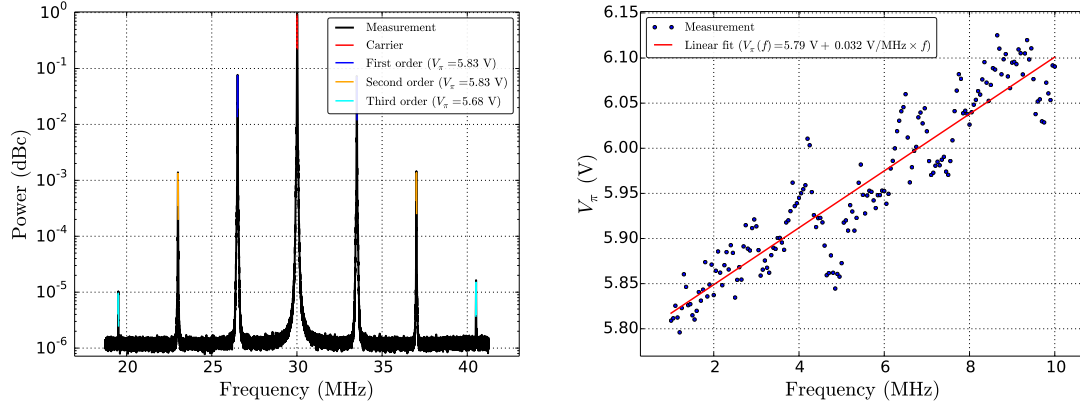 10^0
10^-1
10^-2
10^-3
10^-4
10^-5
10^-6
Power (dBc)
20 25 30 35 40
Frequency (MHz)
Measurement
Carrier
First order (V_π =5.83 V)
Second order (V_π =5.83 V)
Third order (V_π =5.68 V)
6.15
6.10
6.05
6.00
5.95
5.90
5.85
5.80
V_π (V)
2 4 6 8 10
Frequency (MHz)
Measurement
Linear fit (V_π(f) =5.79 V+ 0.032 V/MHz× f)